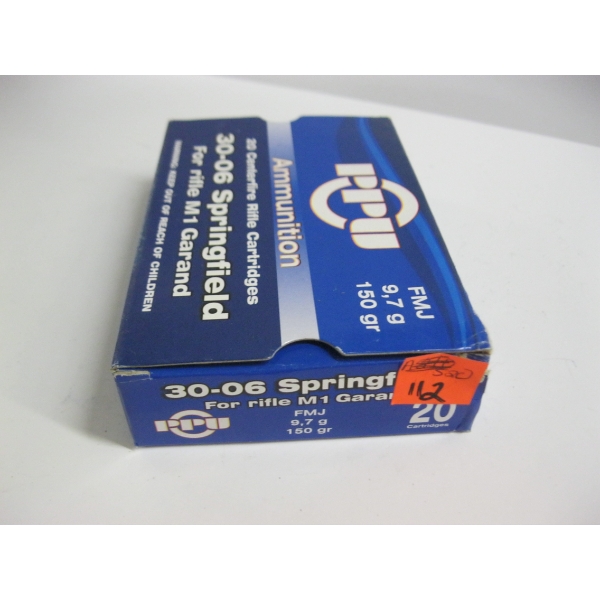 PPU
Ammunition
20 Centerfire Rifle Cartridges
30-06 Springfield
For rifle M1 Garand
WARNING: KEEP OUT OF REACH OF CHILDREN
FMJ
9,7 g
150 gr
30-06 Springf
For rifle M1 Garan
PPU
FMJ
9,7 g
150 gr
112
20
Cartridges